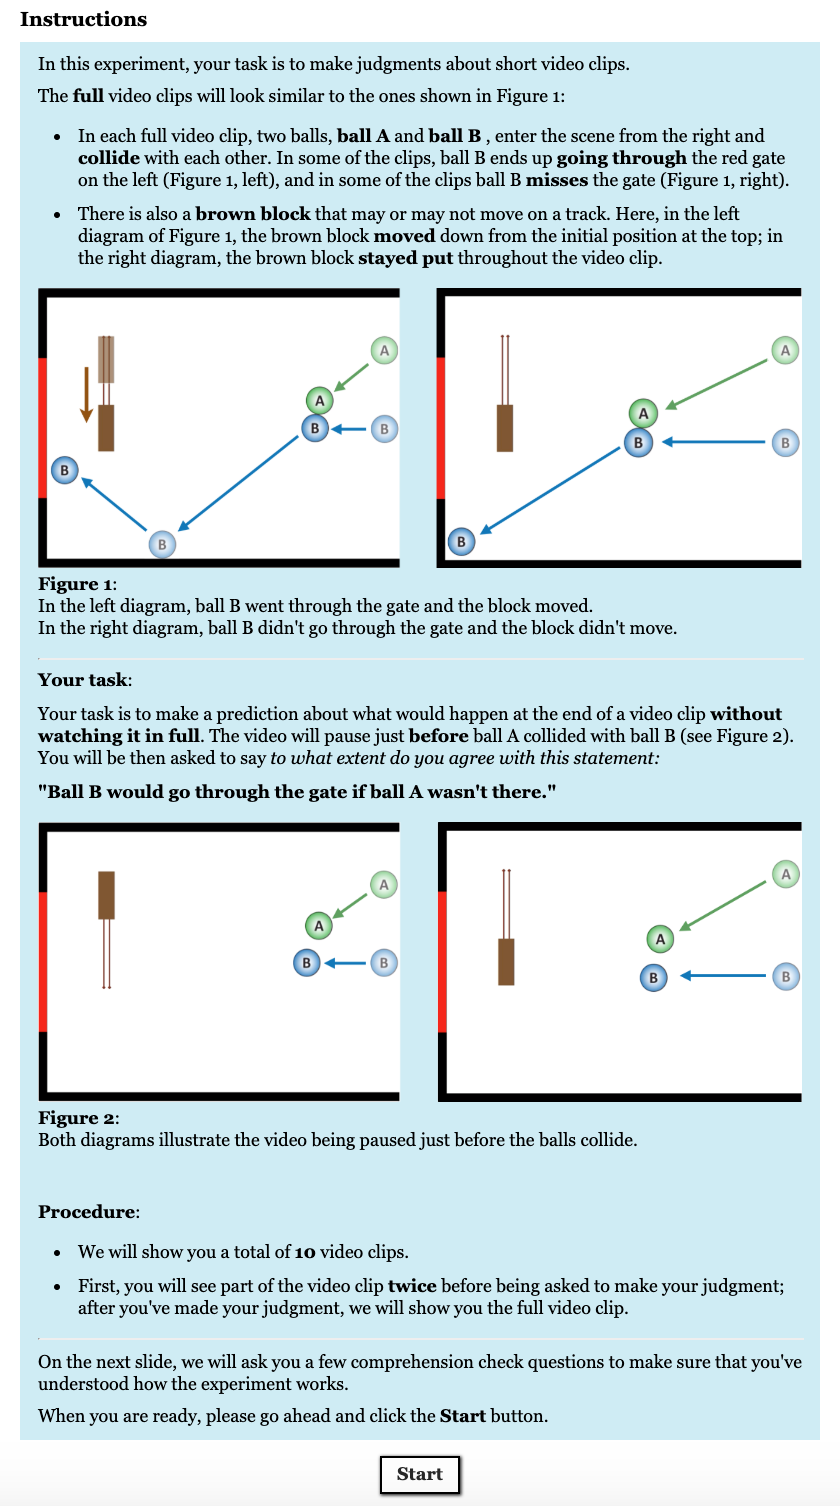 Instructions
In this experiment, your task is to make judgments about short video clips.
The full video clips will look similar to the ones shown in Figure 1:
• In each full video clip, two balls, ball A and ball B , enter the scene from the right and
collide with each other. In some of the clips, ball B ends up going through the red gate
on the left (Figure 1, left), and in some of the clips ball B misses the gate (Figure 1, right).
• There is also a brown block that may or may not move on a track. Here, in the left
diagram of Figure 1, the brown block moved down from the initial position at the top; in
the right diagram, the brown block stayed put throughout the video clip.
A
A
B
B
B
B
A
A
B
B
B
Figure 1:
In the left diagram, ball B went through the gate and the block moved.
In the right diagram, ball B didn't go through the gate and the block didn't move.
Your task:
Your task is to make a prediction about what would happen at the end of a video clip without
watching it in full. The video will pause just before ball A collided with ball B (see Figure 2).
You will be then asked to say to what extent do you agree with this statement:
"Ball B would go through the gate if ball A wasn't there."
A
A
B
B
A
A
B
B
Figure 2:
Both diagrams illustrate the video being paused just before the balls collide.
Procedure:
• We will show you a total of 10 video clips.
• First, you will see part of the video clip twice before being asked to make your judgment;
after you've made your judgment, we will show you the full video clip.
On the next slide, we will ask you a few comprehension check questions to make sure that you've
understood how the experiment works.
When you are ready, please go ahead and click the Start button.
Start